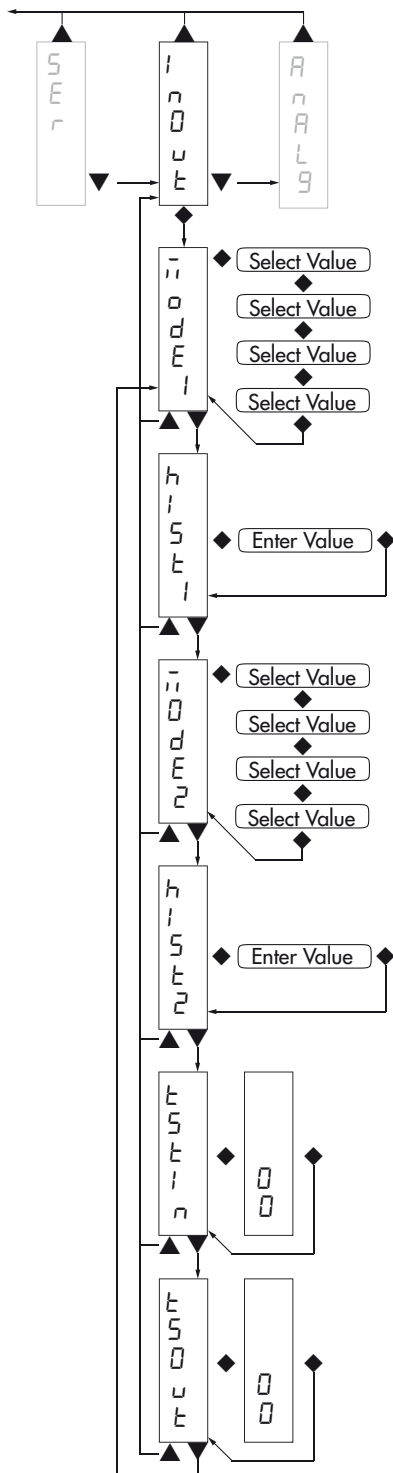 SEr
InOut
AnALg
modE1
Select Value
Select Value
Select Value
Select Value
hISt1
Enter Value
mOdE2
Select Value
Select Value
Select Value
Select Value
hISt2
Enter Value
tStIn
00
tSOut
00